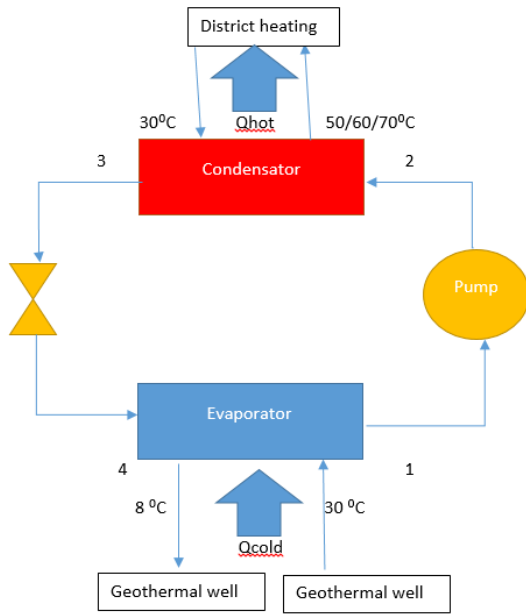 District heating
30⁰C
Qhot
50/60/70⁰C
3
Condensator
2
Pump
Evaporator
4
1
8 ⁰C
30 ⁰C
Qcold
Geothermal well
Geothermal well